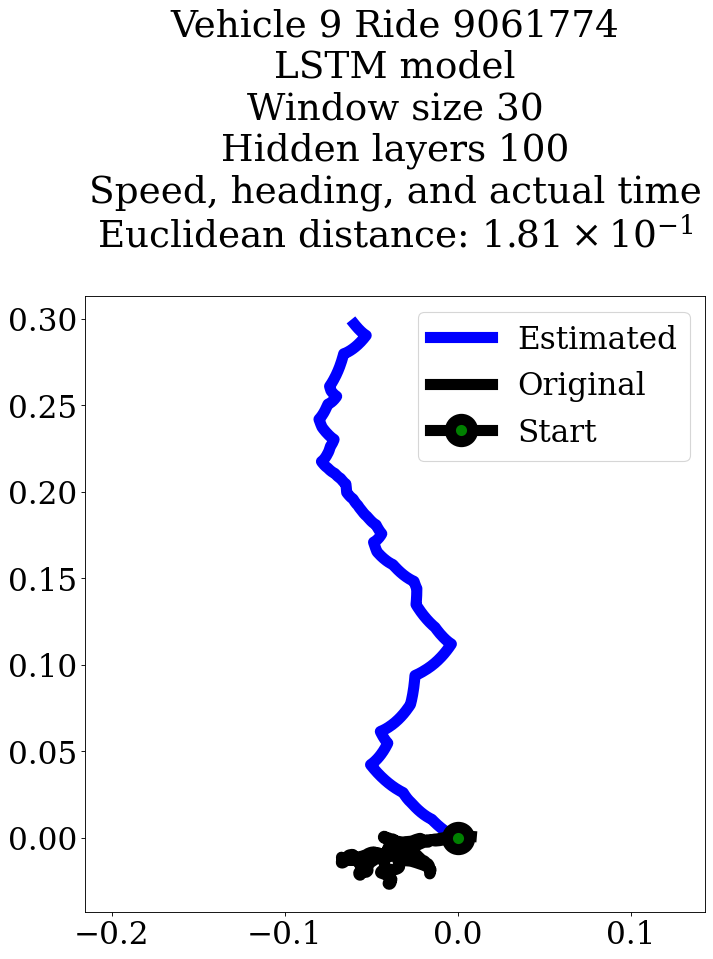 Vehicle 9 Ride 9061774
LSTM model
Window size 30
Hidden layers 100
Speed, heading, and actual time
Euclidean distance: 1.81 × 10⁻¹
Estimated
Original
Start
0.30
0.25
0.20
0.15
0.10
0.05
0.00
−0.2 −0.1 0.0 0.1